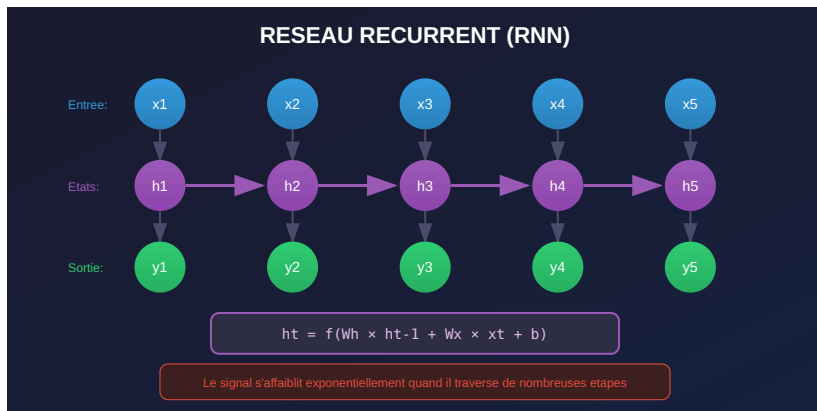 RESEAU RECURRENT (RNN)
Entree: x1 x2 x3 x4 x5
Etats: h1 h2 h3 h4 h5
Sortie: y1 y2 y3 y4 y5
ht = f(Wh × ht-1 + Wx × xt + b)
Le signal s'affaiblit exponentiellement quand il traverse de nombreuses etapes